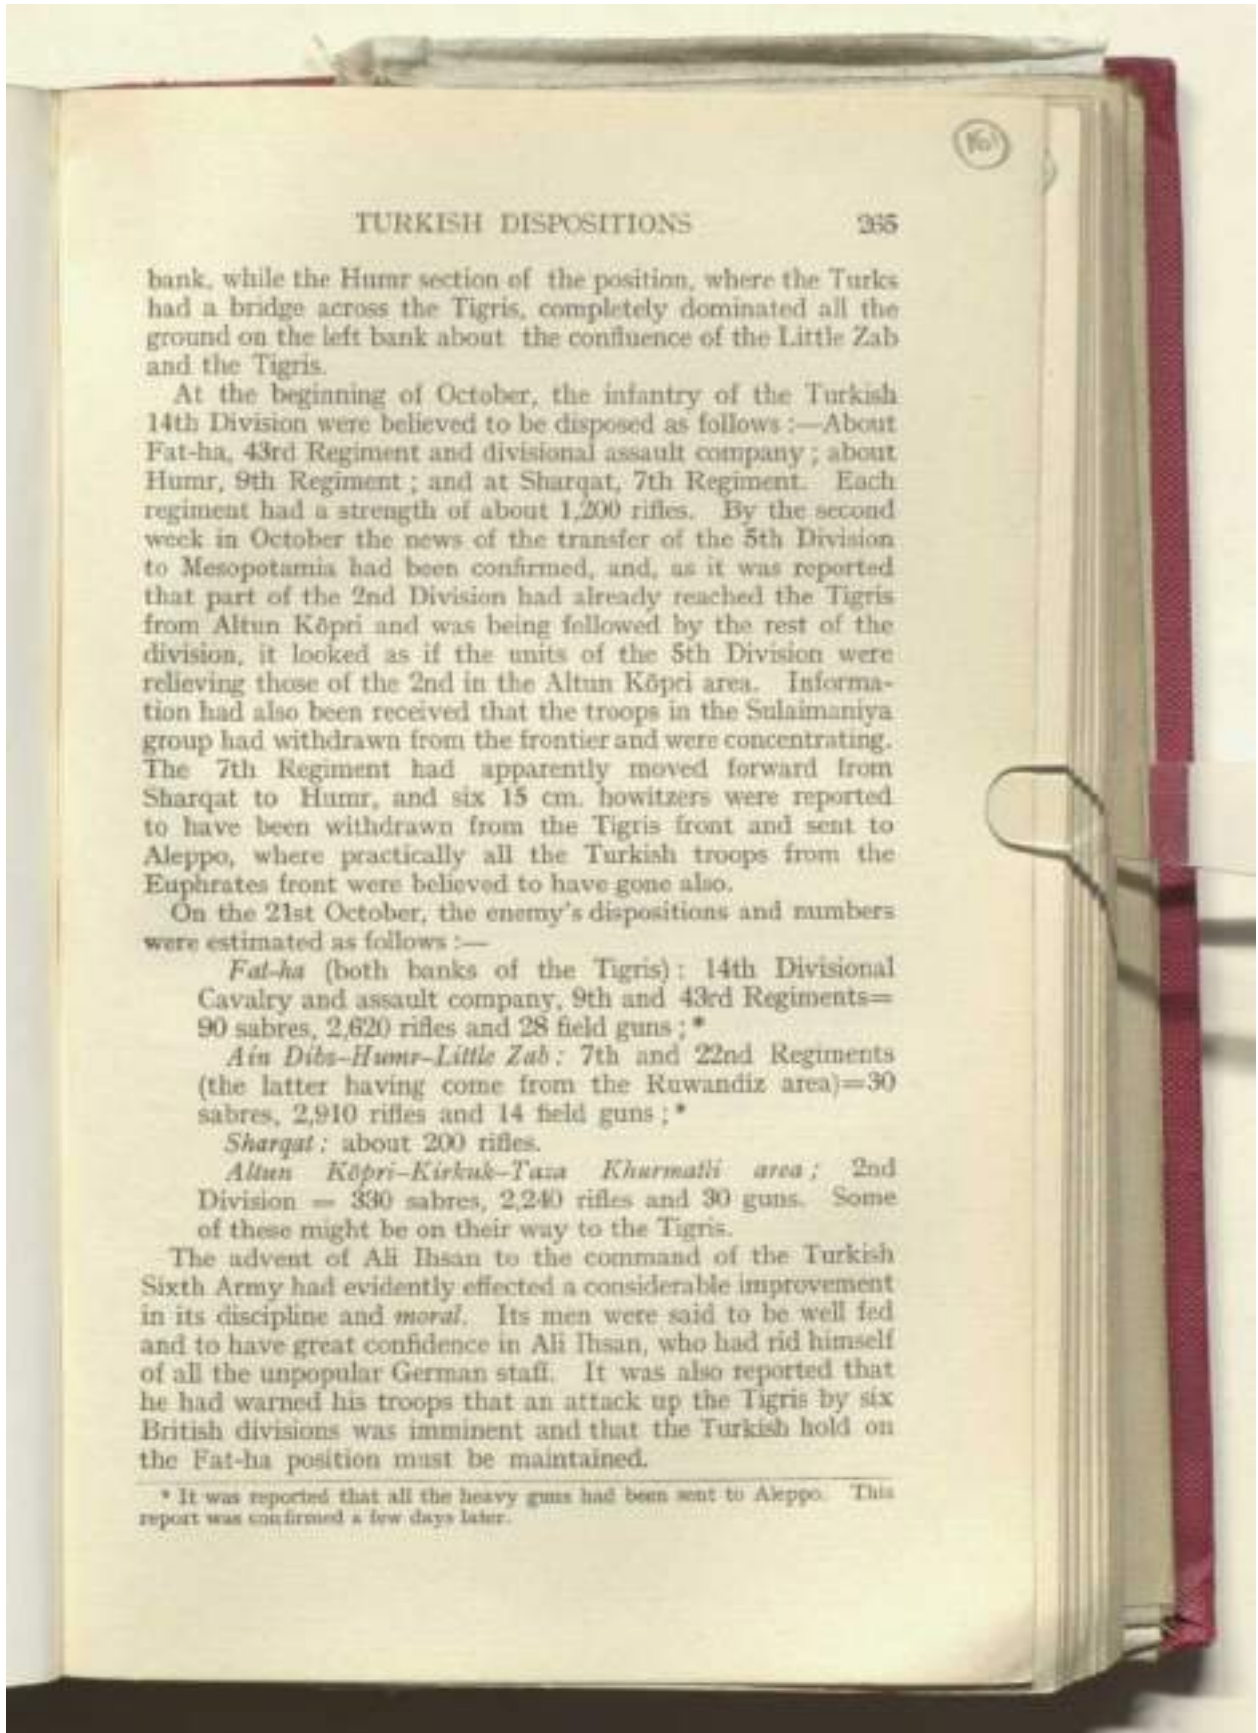 TURKISH DISPOSITIONS 265
bank, while the Humr section of the position, where the Turks
had a bridge across the Tigris, completely dominated all the
ground on the left bank about the confluence of the Little Zab
and the Tigris.
At the beginning of October, the infantry of the Turkish
14th Division were believed to be disposed as follows :—About
Fat-ha, 43rd Regiment and divisional assault company ; about
Humr, 9th Regiment ; and at Sharqat, 7th Regiment. Each
regiment had a strength of about 1,200 rifles. By the second
week in October the news of the transfer of the 5th Division
to Mesopotamia had been confirmed, and, as it was reported
that part of the 2nd Division had already reached the Tigris
from Altun Köpri and was being followed by the rest of the
division, it looked as if the units of the 5th Division were
relieving those of the 2nd in the Altun Köpri area. Informa-
tion had also been received that the troops in the Sulaimaniya
group had withdrawn from the frontier and were concentrating.
The 7th Regiment had apparently moved forward from
Sharqat to Humr, and six 15 cm. howitzers were reported
to have been withdrawn from the Tigris front and sent to
Aleppo, where practically all the Turkish troops from the
Euphrates front were believed to have gone also.
On the 21st October, the enemy's dispositions and numbers
were estimated as follows :—
Fat-ha (both banks of the Tigris) : 14th Divisional
Cavalry and assault company, 9th and 43rd Regiments=
90 sabres, 2,620 rifles and 28 field guns ; *
Ain Dibs–Humr–Little Zab : 7th and 22nd Regiments
(the latter having come from the Ruwandiz area)=30
sabres, 2,910 rifles and 14 field guns ; *
Sharqat : about 200 rifles.
Altun Köpri–Kirkuk–Taza Khurmatli area ; 2nd
Division = 330 sabres, 2,240 rifles and 30 guns. Some
of these might be on their way to the Tigris.
The advent of Ali Ihsan to the command of the Turkish
Sixth Army had evidently effected a considerable improvement
in its discipline and moral. Its men were said to be well fed
and to have great confidence in Ali Ihsan, who had rid himself
of all the unpopular German staff. It was also reported that
he had warned his troops that an attack up the Tigris by six
British divisions was imminent and that the Turkish hold on
the Fat-ha position must be maintained.
* It was reported that all the heavy guns had been sent to Aleppo. This
report was confirmed a few days later.